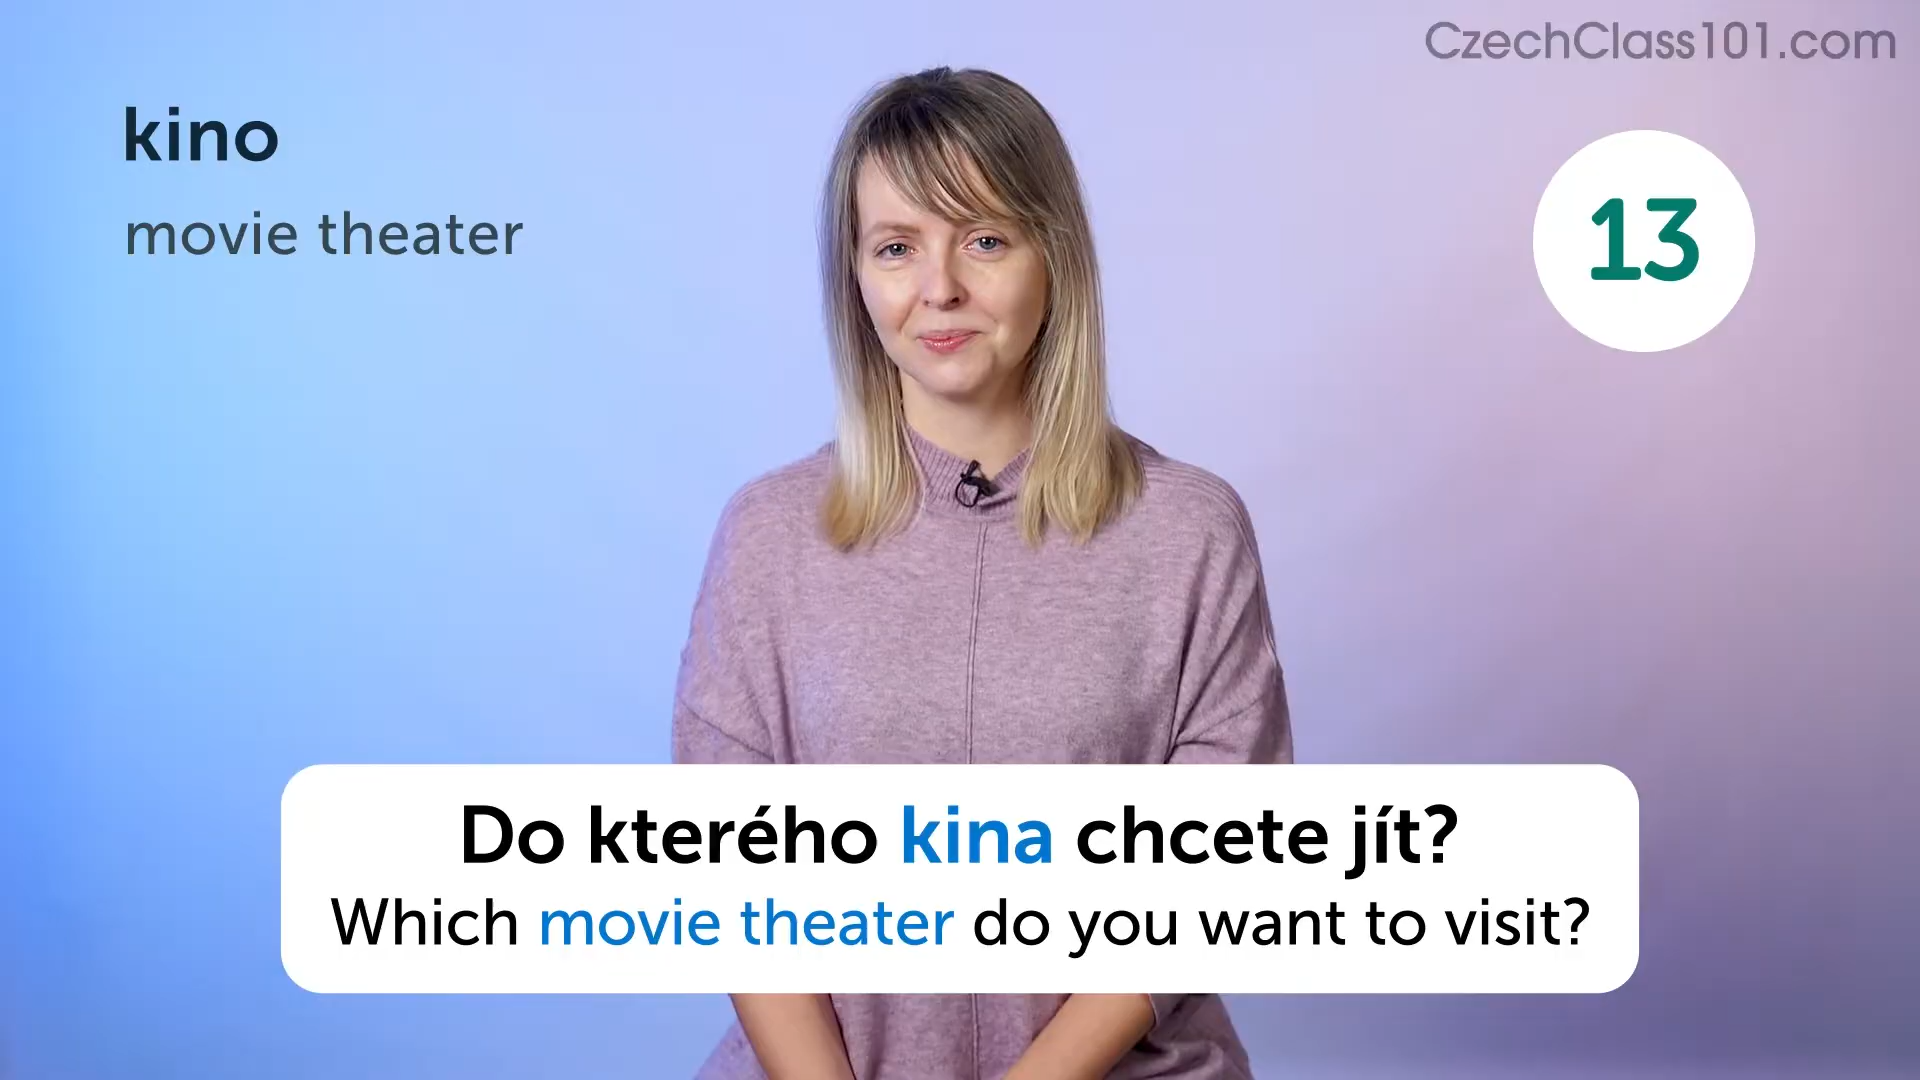 CzechClass101.com
kino
movie theater
13
Do kterého kina chcete jít?
Which movie theater do you want to visit?